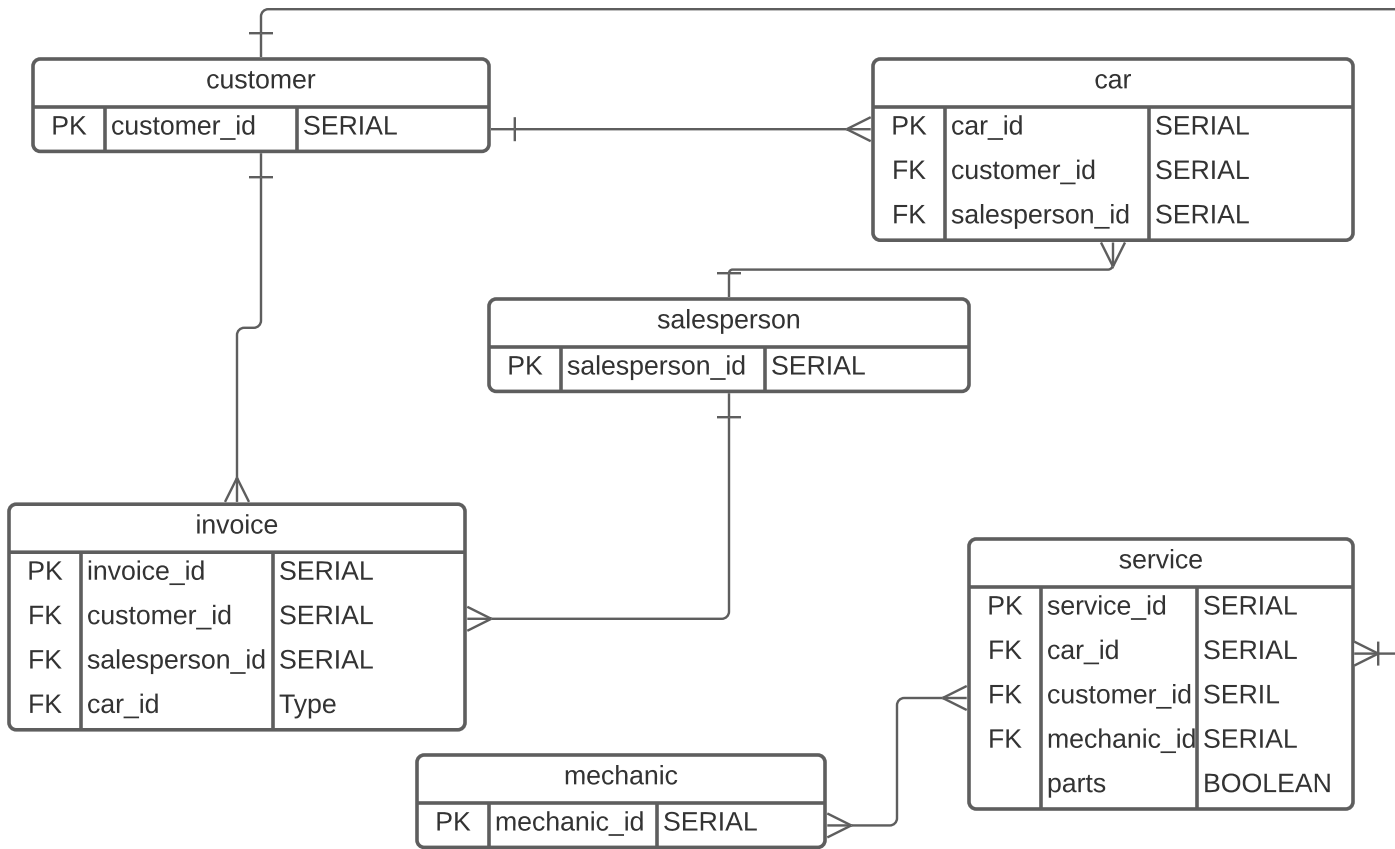 customer
PK customer_id SERIAL
car
PK car_id SERIAL
FK customer_id SERIAL
FK salesperson_id SERIAL
salesperson
PK salesperson_id SERIAL
invoice
PK invoice_id SERIAL
FK customer_id SERIAL
FK salesperson_id SERIAL
FK car_id Type
service
PK service_id SERIAL
FK car_id SERIAL
FK customer_id SERIL
FK mechanic_id SERIAL
parts BOOLEAN
mechanic
PK mechanic_id SERIAL